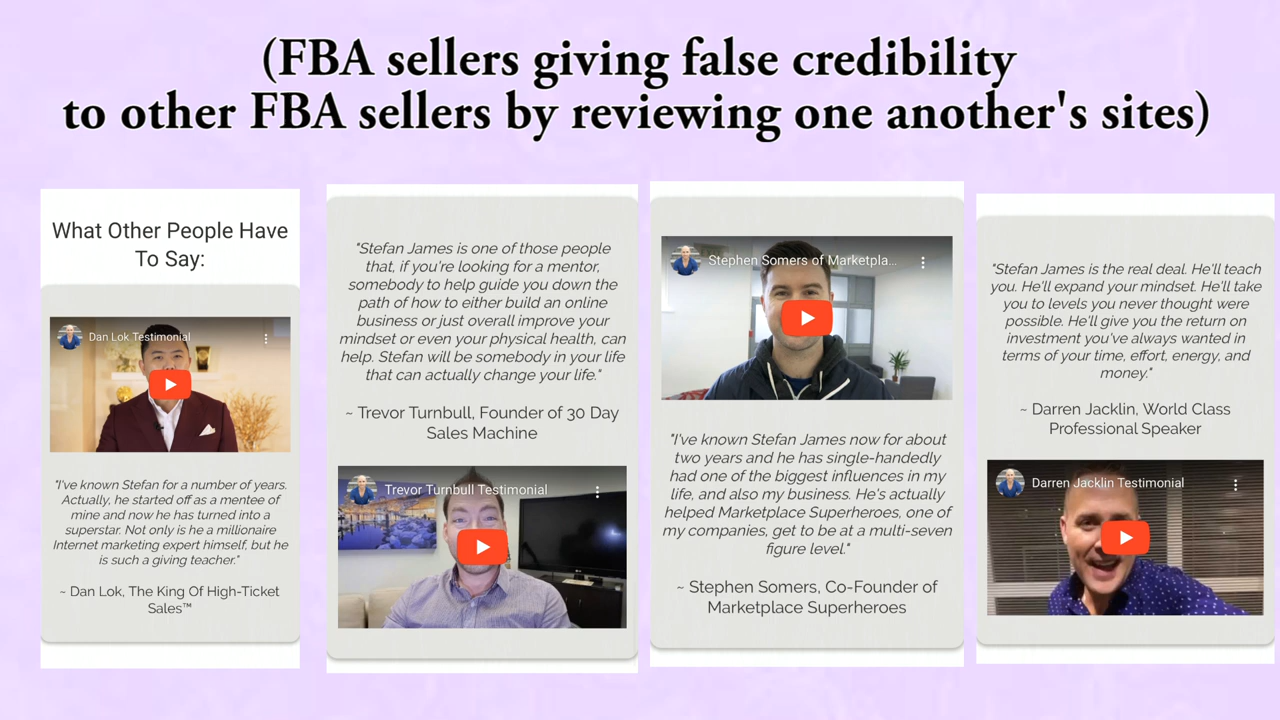 (FBA sellers giving false credibility
to other FBA sellers by reviewing one another's sites)
What Other People Have
To Say:
Dan Lok Testimonial
"I've known Stefan for a number of years.
Actually, he started off as a mentee of
mine and now he has turned into a
superstar. Not only is he a millionaire
Internet marketing expert himself, but he
is such a giving teacher."
~ Dan Lok, The King Of High-Ticket
Sales™
"Stefan James is one of those people
that, if you're looking for a mentor,
somebody to help guide you down the
path of how to either build an online
business or just overall improve your
mindset or even your physical health, can
help. Stefan will be somebody in your life
that can actually change your life."
~ Trevor Turnbull, Founder of 30 Day
Sales Machine
Trevor Turnbull Testimonial
Stephen Somers of Marketpla...
"I've known Stefan James now for about
two years and he has single-handedly
had one of the biggest influences in my
life, and also my business. He's actually
helped Marketplace Superheroes, one of
my companies, get to be at a multi-seven
figure level."
~ Stephen Somers, Co-Founder of
Marketplace Superheroes
"Stefan James is the real deal. He'll teach
you. He'll expand your mindset. He'll take
you to levels you never thought were
possible. He'll give you the return on
investment you've always wanted in
terms of your time, effort, energy, and
money."
~ Darren Jacklin, World Class
Professional Speaker
Darren Jacklin Testimonial